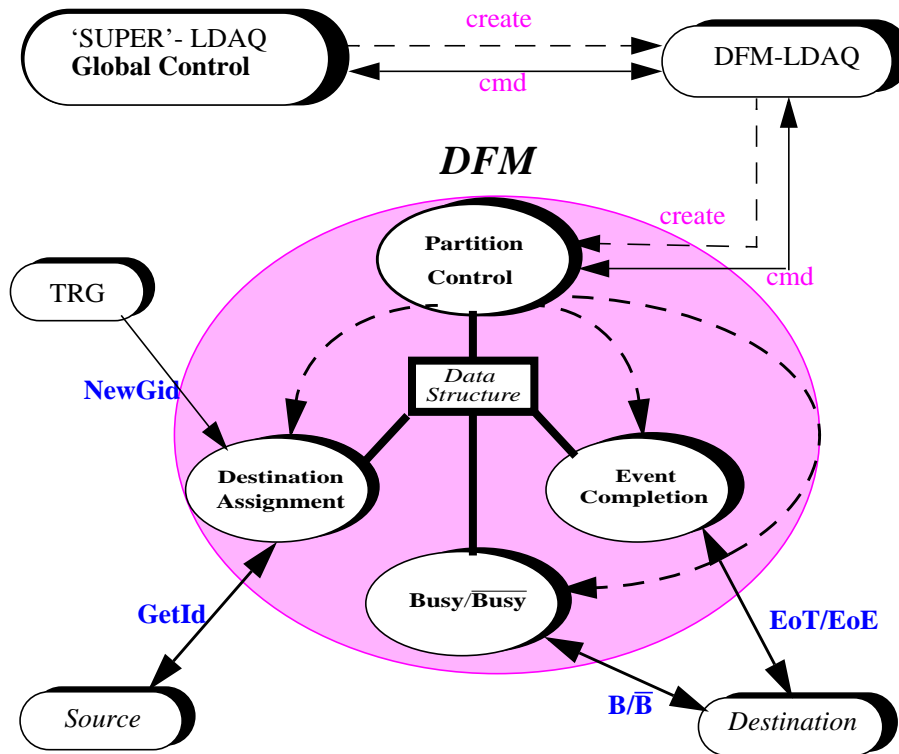 create
‘SUPER’- LDAQ
Global Control
DFM-LDAQ
cmd
DFM
create
Partition
Control
cmd
TRG
Data
Structure
NewGid
Destination
Assignment
Event
Completion
Busy/B̅u̅s̅y̅
GetId
EoT/EoE
B/B̅
Source
Destination